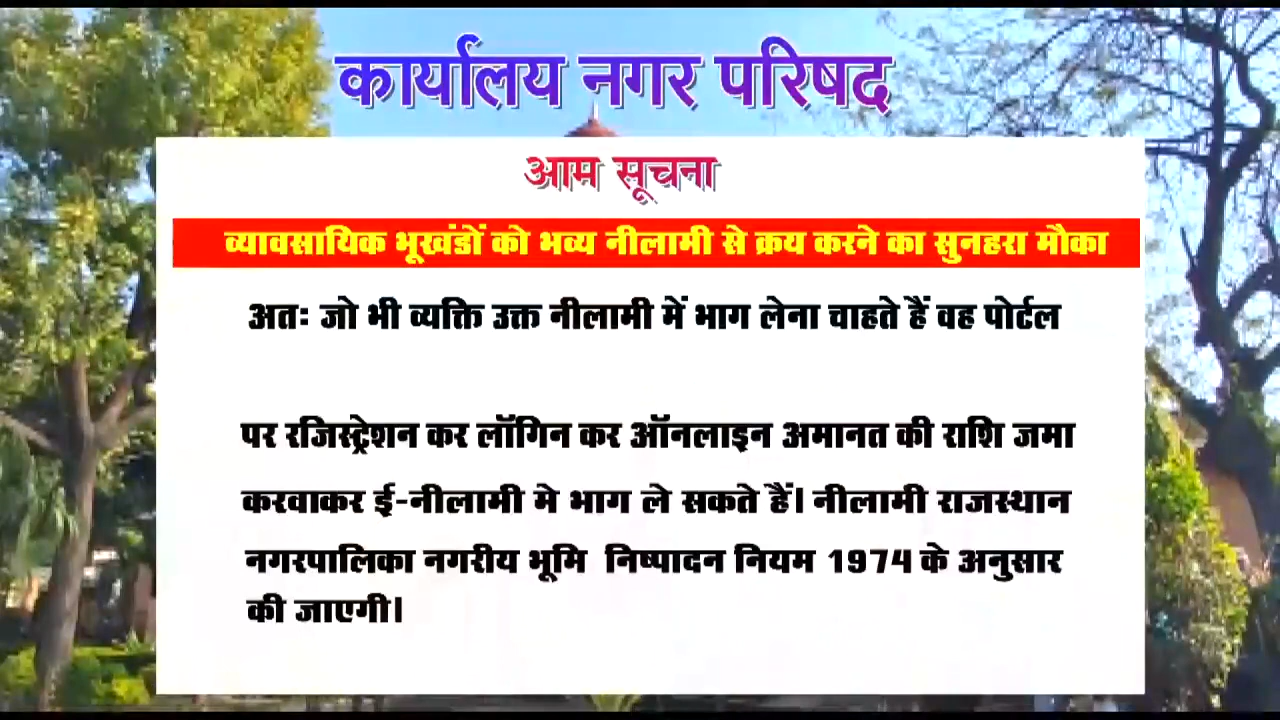 कार्यालय नगर परिषद
आम सूचना
व्यावसायिक भूखंडों को भव्य नीलामी से क्रय करने का सुनहरा मौका
अतः जो भी व्यक्ति उक्त नीलामी में भाग लेना चाहते हैं वह पोर्टल
पर रजिस्ट्रेशन कर लॉगिन कर ऑनलाइन अमानत की राशि जमा
करवाकर ई-नीलामी मे भाग ले सकते हैं। नीलामी राजस्थान
नगरपालिका नगरीय भूमि निष्पादन नियम 1974 के अनुसार
की जाएगी।